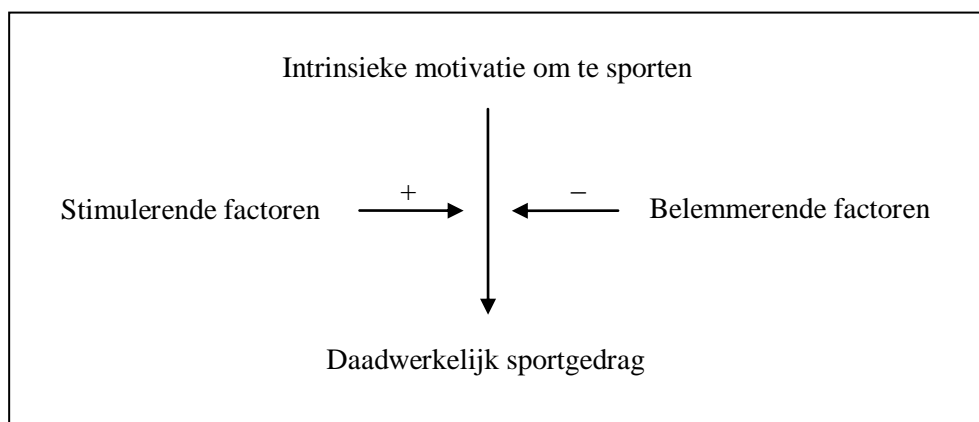 Intrinsieke motivatie om te sporten
+
−
Stimulerende factoren
Belemmerende factoren
Daadwerkelijk sportgedrag